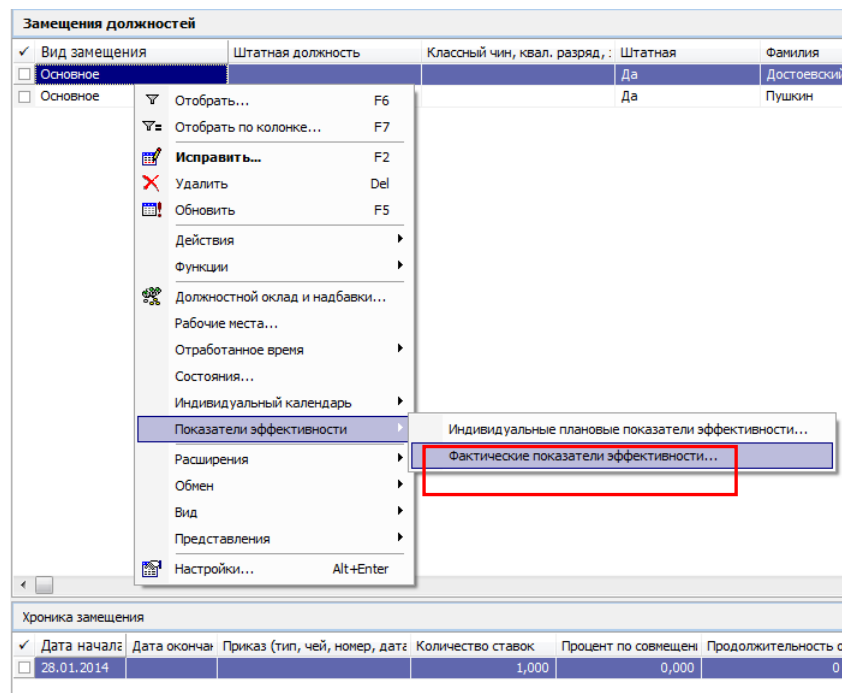 Замещения должностей
✓ Вид замещения Штатная должность Классный чин, квал. разряд, : Штатная Фамилия
Основное Да Достоевский
Основное Да Пушкин
Отобрать... F6
Отобрать по колонке... F7
Исправить... F2
Удалить Del
Обновить F5
Действия
Функции
Должностной оклад и надбавки...
Рабочие места...
Отработанное время
Состояния...
Индивидуальный календарь
Показатели эффективности
Индивидуальные плановые показатели эффективности...
Фактические показатели эффективности...
Расширения
Обмен
Вид
Представления
Настройки... Alt+Enter
Хроника замещения
✓ Дата начала Дата окончан Приказ (тип, чей, номер, дата Количество ставок Процент по совмещени Продолжительность о
28.01.2014 1,000 0,000 0